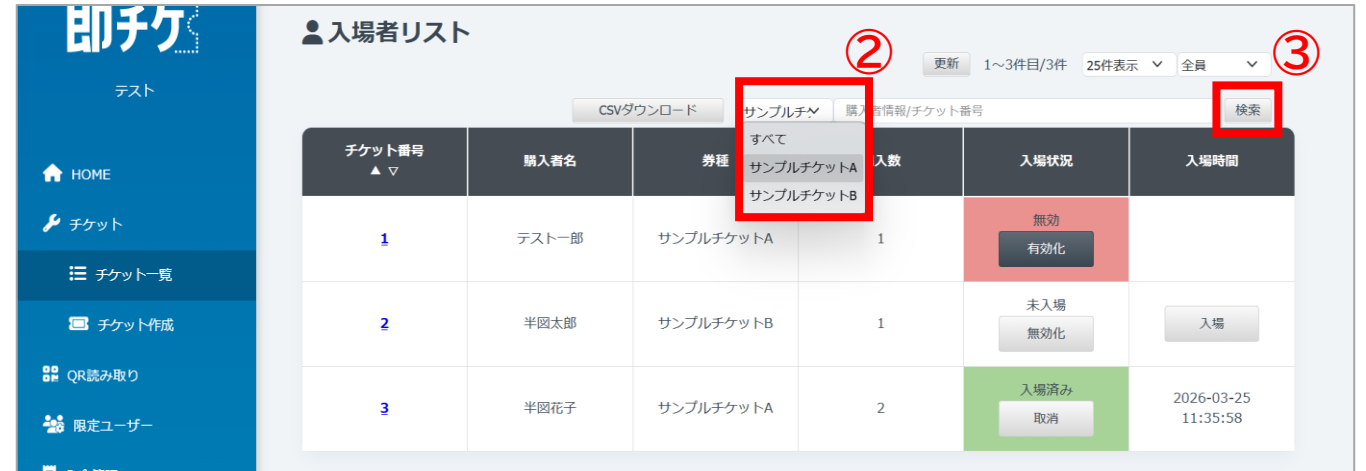 即チケ
テスト
HOME
チケット
チケット一覧
チケット作成
QR読み取り
限定ユーザー
入場者リスト
②
③
更新 1～3件目/3件 25件表示 全員
CSVダウンロード サンプルチ 購入者情報/チケット番号 検索
すべて
サンプルチケットA
サンプルチケットB
チケット番号 購入者名 券種 入数 入場状況 入場時間
▲ ▽
1 テスト一郎 サンプルチケットA 1 無効
有効化
2 半図太郎 サンプルチケットB 1 未入場
無効化 入場
3 半図花子 サンプルチケットA 2 入場済み
取消 2026-03-25
11:35:58